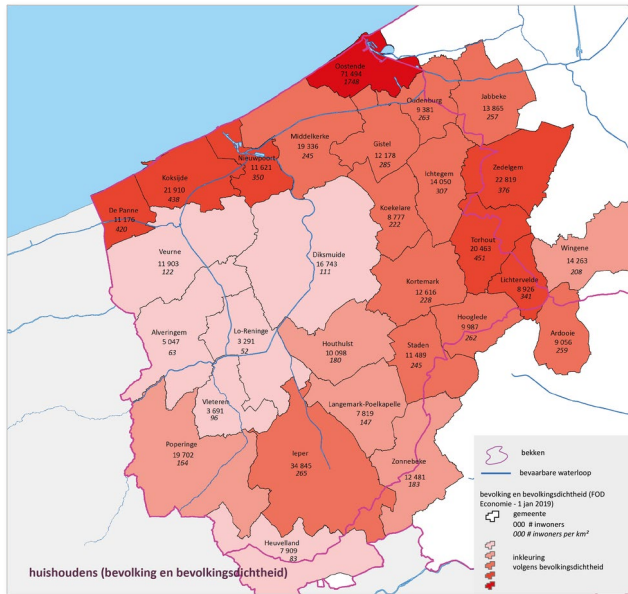 Oostende
71 494
1748
Oudenburg
9 381
263
Jabbeke
13 865
257
Middelkerke
19 336
245
Gistel
12 178
285
Nieuwpoort
11 621
350
Ichtegem
14 050
307
Zedelgem
22 819
376
Koksijde
21 910
438
De Panne
11 176
420
Koekelare
8 777
222
Torhout
20 463
451
Wingene
14 263
208
Veurne
11 903
122
Diksmuide
16 743
111
Lichtervelde
8 926
341
Kortemark
12 616
228
Hooglede
9 987
262
Ardooie
9 056
259
Alveringem
5 047
63
Lo-Reninge
3 291
52
Houthulst
10 098
180
Staden
11 489
245
Vleteren
3 691
96
Langemark-Poelkapelle
7 819
147
Poperinge
19 702
164
Ieper
34 845
265
Zonnebeke
12 481
183
Heuvelland
7 909
83
huishoudens (bevolking en bevolkingsdichtheid)
bekken
bevaarbare waterloop
bevolking en bevolkingsdichtheid (FOD
Economie - 1 jan 2019)
gemeente
000 # inwoners
000 # inwoners per km²
inkleuring
volgens bevolkingsdichtheid